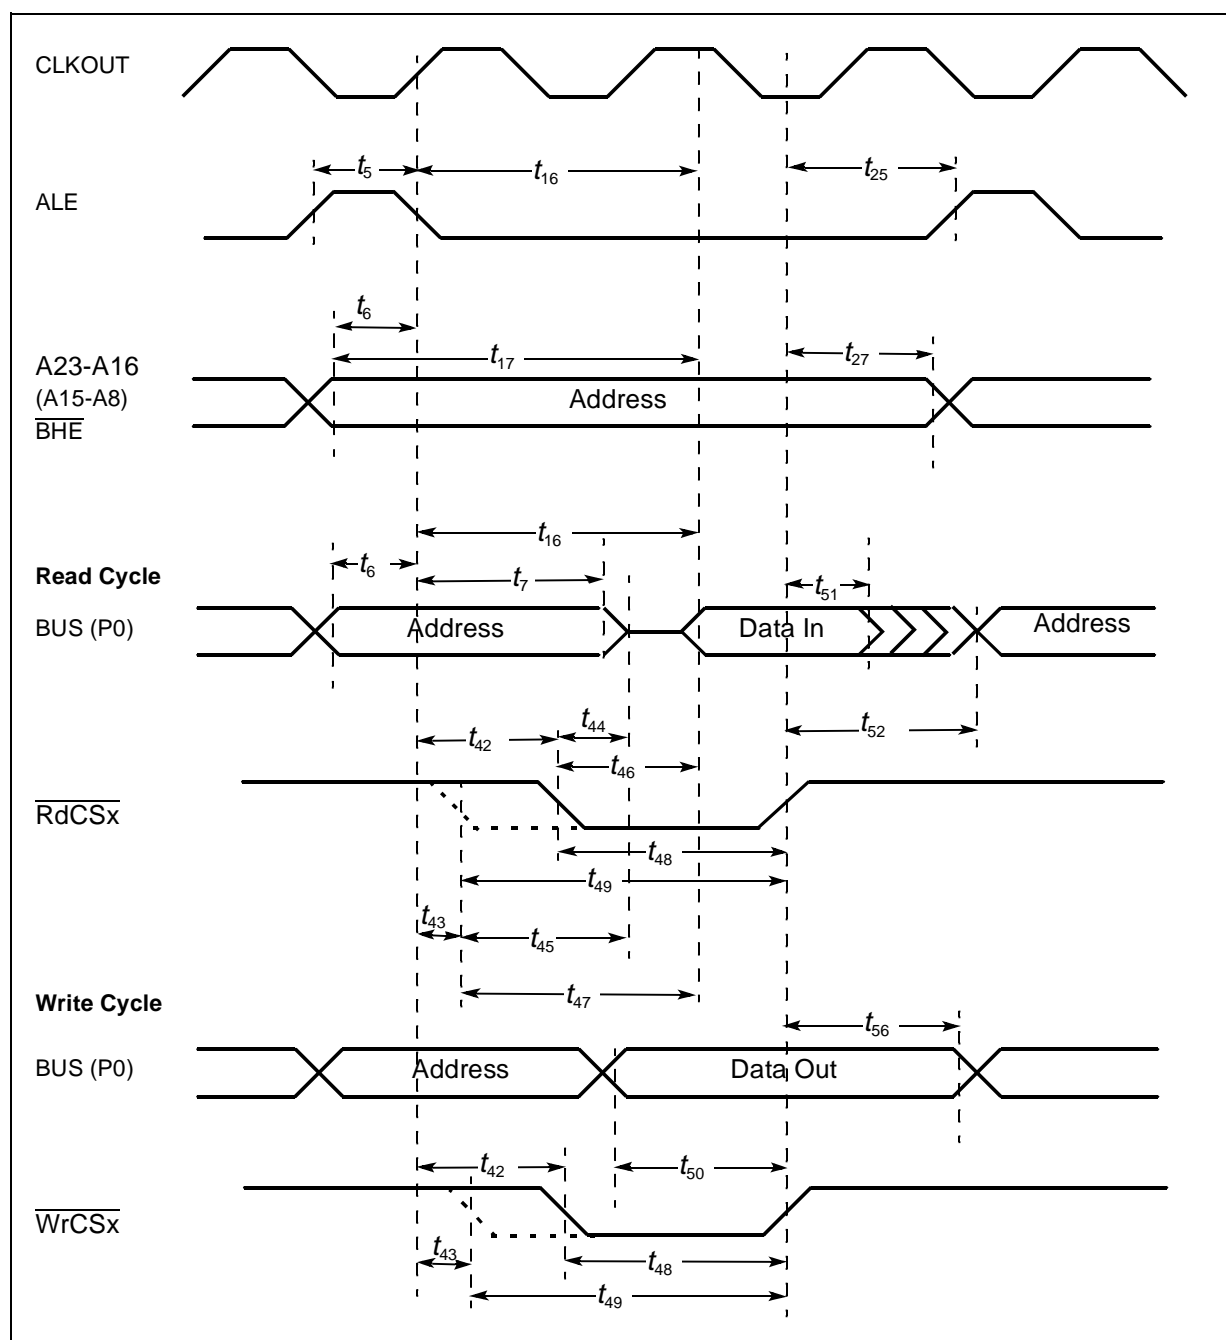 CLKOUT
t5
t16
t25
ALE
t6
t17
t27
A23-A16
(A15-A8)
BHE
Address
t16
t6
t7
t51
Read Cycle
BUS (P0)
Address
Data In
Address
t42
t44
t52
t46
RdCSx
t48
t49
t43
t45
t47
Write Cycle
t56
BUS (P0)
Address
Data Out
t42
t50
WrCSx
t43
t48
t49